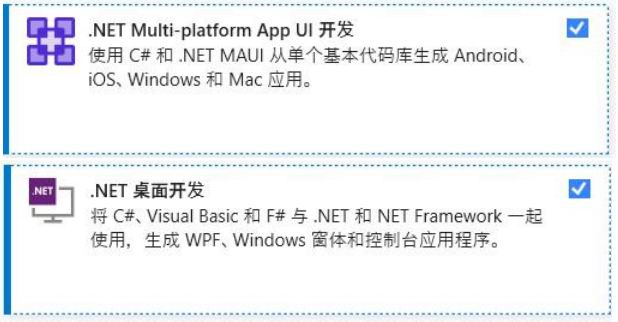 .NET Multi-platform App UI 开发
使用 C# 和 .NET MAUI 从单个基本代码库生成 Android、
iOS、Windows 和 Mac 应用。
.NET
.NET 桌面开发
将 C#、Visual Basic 和 F# 与 .NET 和 NET Framework 一起
使用，生成 WPF、Windows 窗体和控制台应用程序。